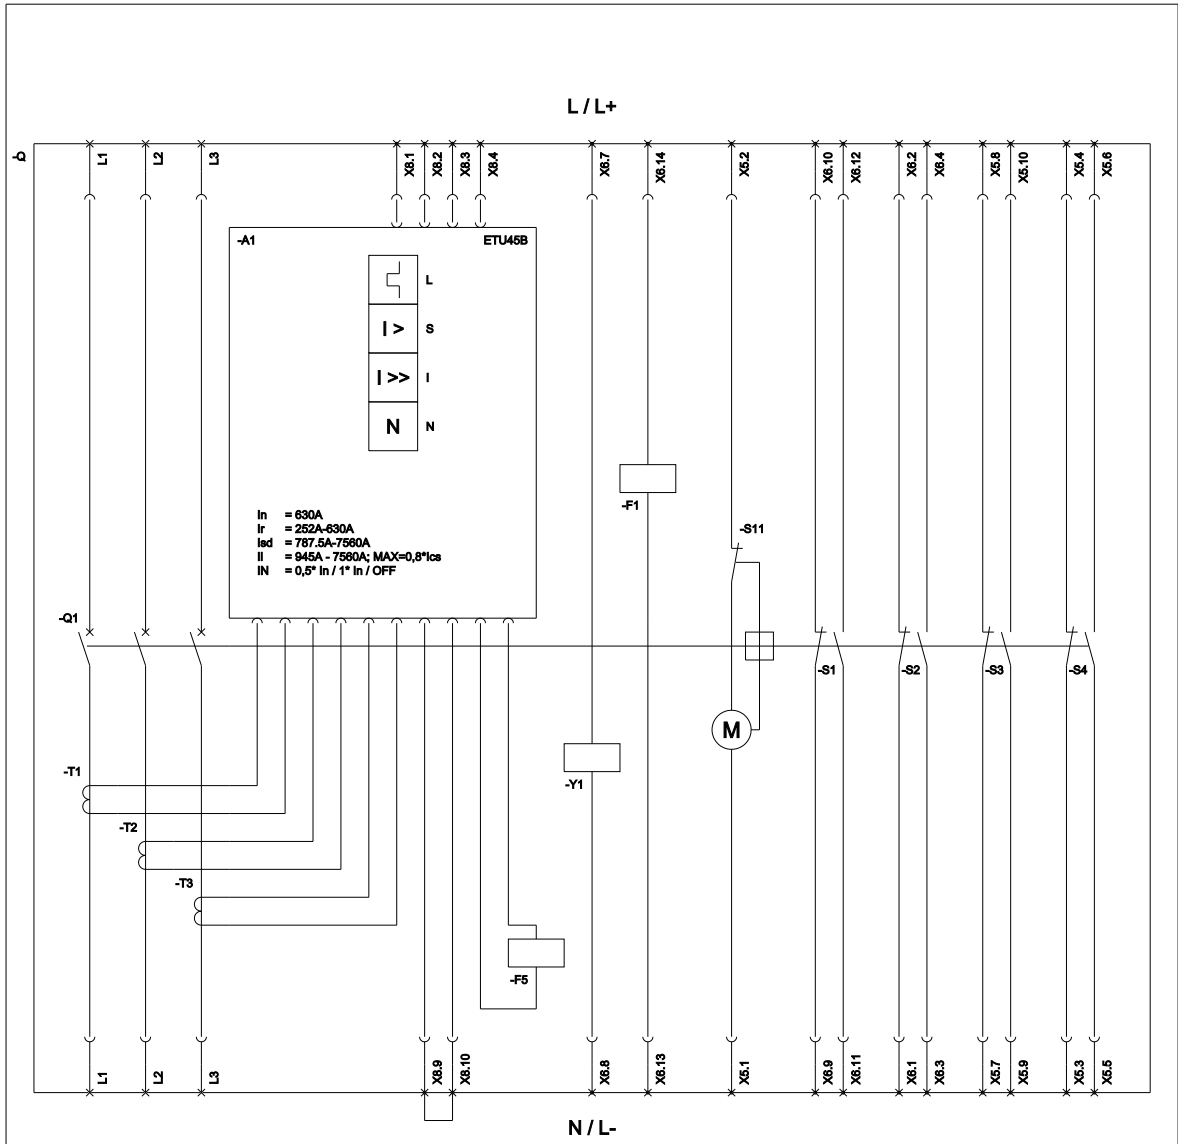 L / L+
-Q
L1
L2
L3
X8.1
X8.2
X8.3
X8.4
X6.7
X6.14
X5.2
X6.10
X6.12
X6.2
X6.4
X5.8
X5.10
X5.4
X5.6
-A1 ETU45B
L
I > S
I >> I
N N
In = 630A
Ir = 252A-630A
Isd = 787.5A-7560A
Ii = 945A - 7560A; MAX=0,8*Ics
IN = 0,5* In / 1* In / OFF
-F1
-S11
-Q1
-S1
-S2
-S3
-S4
M
-T1
-Y1
-T2
-T3
-F5
L1
L2
L3
X8.9
X8.10
X6.8
X6.13
X5.1
X6.9
X6.11
X6.1
X6.3
X5.7
X5.9
X5.3
X5.5
N / L-